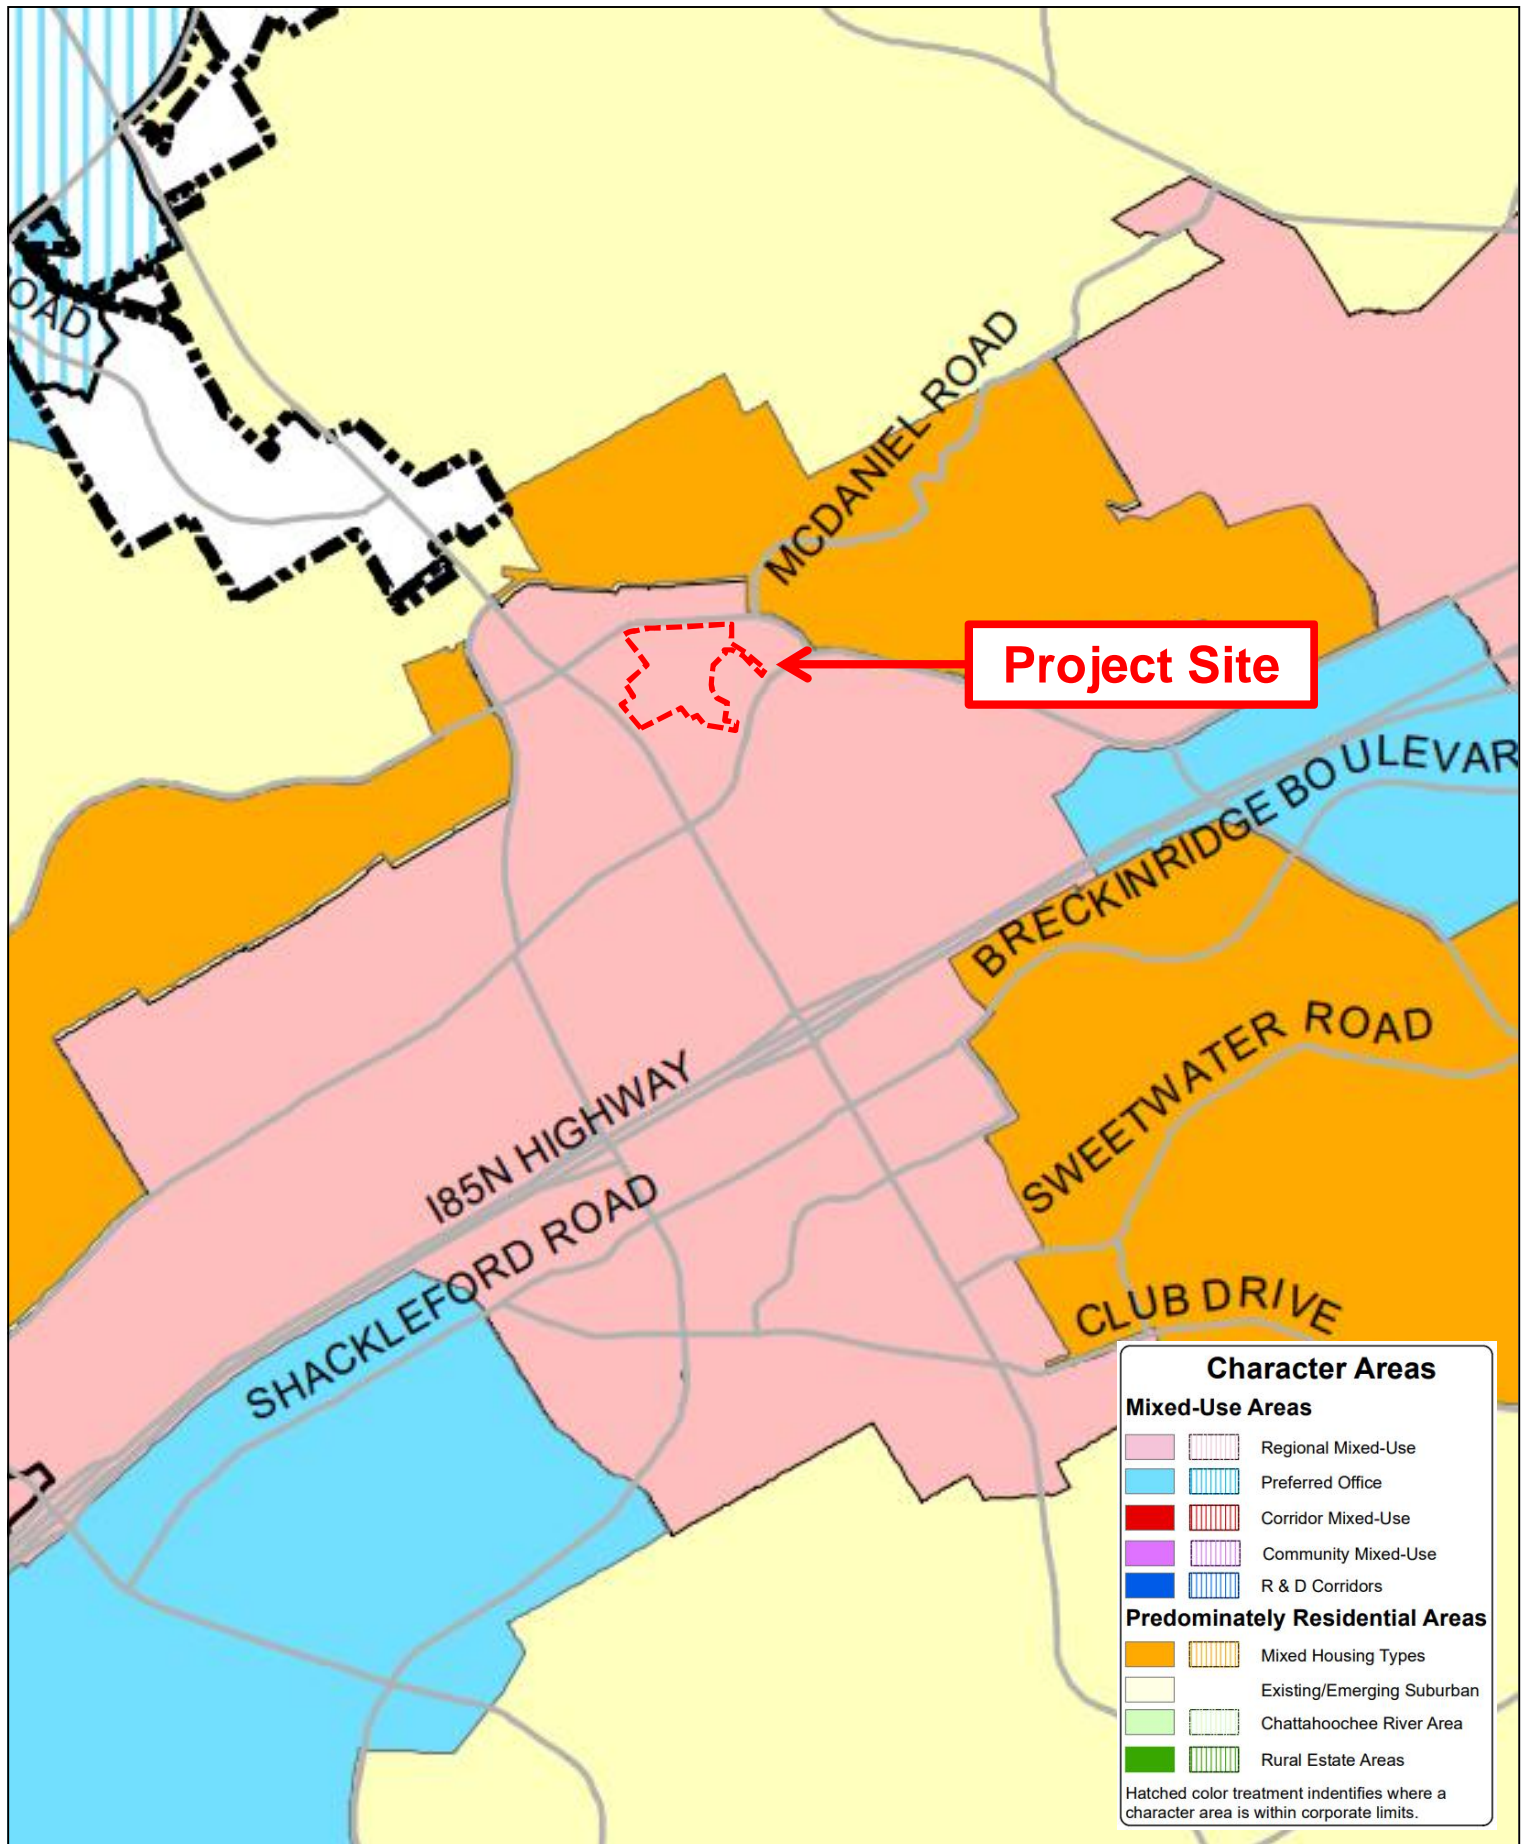 OAD
MCDANIEL ROAD
Project Site
BRECKINRIDGE BOULEVAR
SWEETWATER ROAD
I85N HIGHWAY
SHACKLEFORD ROAD
CLUB DRIVE
Character Areas
Mixed-Use Areas
Regional Mixed-Use
Preferred Office
Corridor Mixed-Use
Community Mixed-Use
R & D Corridors
Predominately Residential Areas
Mixed Housing Types
Existing/Emerging Suburban
Chattahoochee River Area
Rural Estate Areas
Hatched color treatment indentifies where a
character area is within corporate limits.